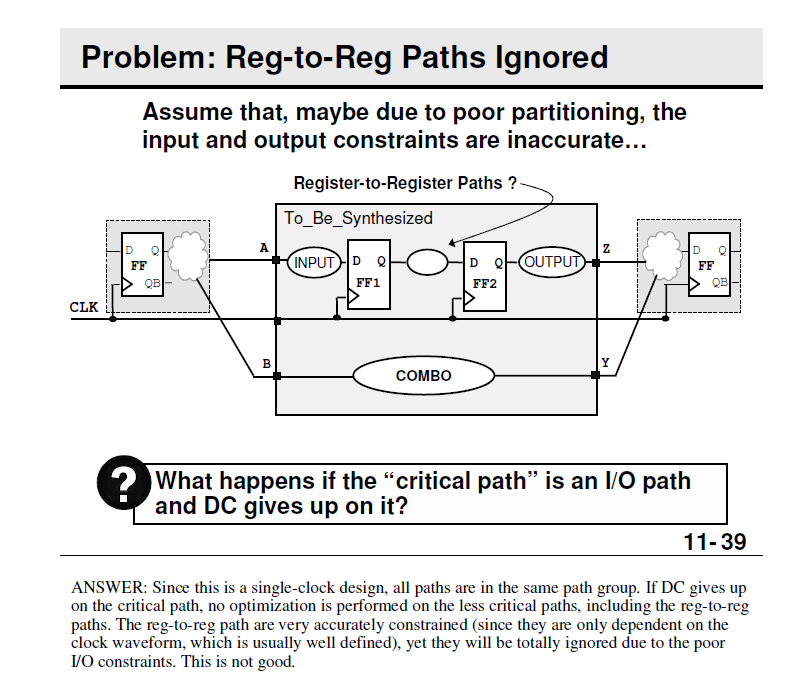 Problem: Reg-to-Reg Paths Ignored
Assume that, maybe due to poor partitioning, the
input and output constraints are inaccurate…
Register-to-Register Paths ?
To_Be_Synthesized
A
Z
D Q
FF
QB
INPUT
D Q
FF1
D Q
FF2
OUTPUT
D Q
FF
QB
CLK
B
Y
COMBO
?
What happens if the “critical path” is an I/O path
and DC gives up on it?
11- 39
ANSWER: Since this is a single-clock design, all paths are in the same path group. If DC gives up
on the critical path, no optimization is performed on the less critical paths, including the reg-to-reg
paths. The reg-to-reg path are very accurately constrained (since they are only dependent on the
clock waveform, which is usually well defined), yet they will be totally ignored due to the poor
I/O constraints. This is not good.